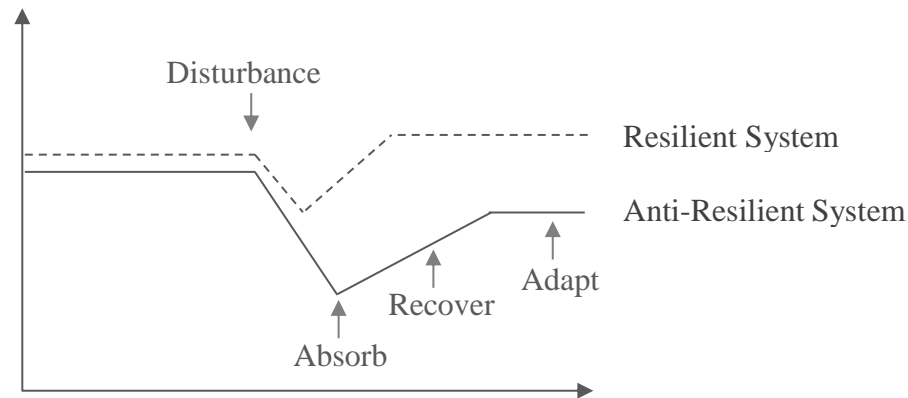 Disturbance
Resilient System
Anti-Resilient System
Adapt
Recover
Absorb